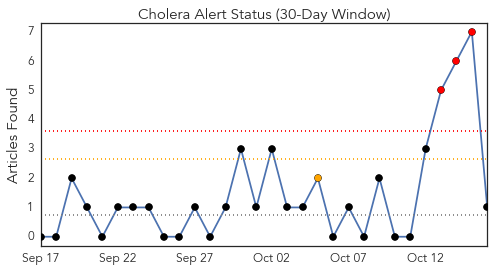 Cholera Alert Status (30-Day Window)
Articles Found
7
6
5
4
3
2
1
0
Sep 17 Sep 22 Sep 27 Oct 02 Oct 07 Oct 12